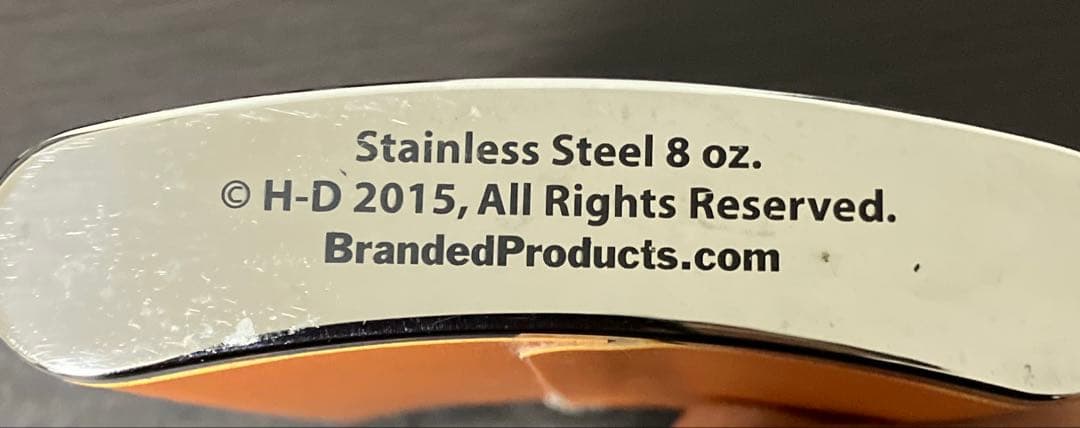 Stainless Steel 8 oz.
© H-D 2015, All Rights Reserved.
BrandedProducts.com